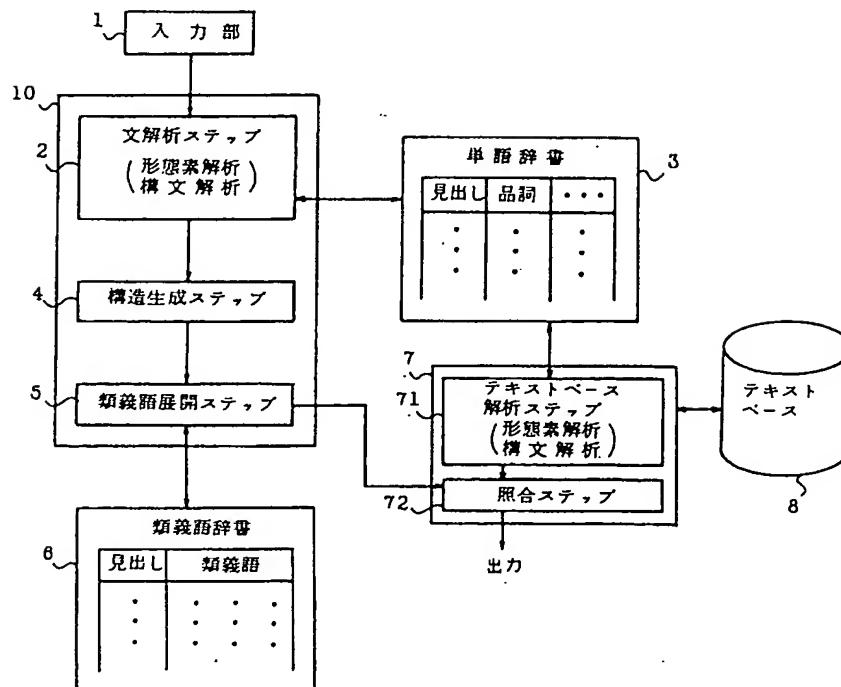 1
入力部
10
2
文解析ステップ
(形態素解析
構文解析)
単語辞書
3
見出し 品詞 ・・・
4
構造生成ステップ
5
類義語展開ステップ
7
71
テキストベース
解析ステップ
(形態素解析
構文解析)
72
照合ステップ
出力
テキスト
ベース
8
6
類義語辞書
見出し 類義語